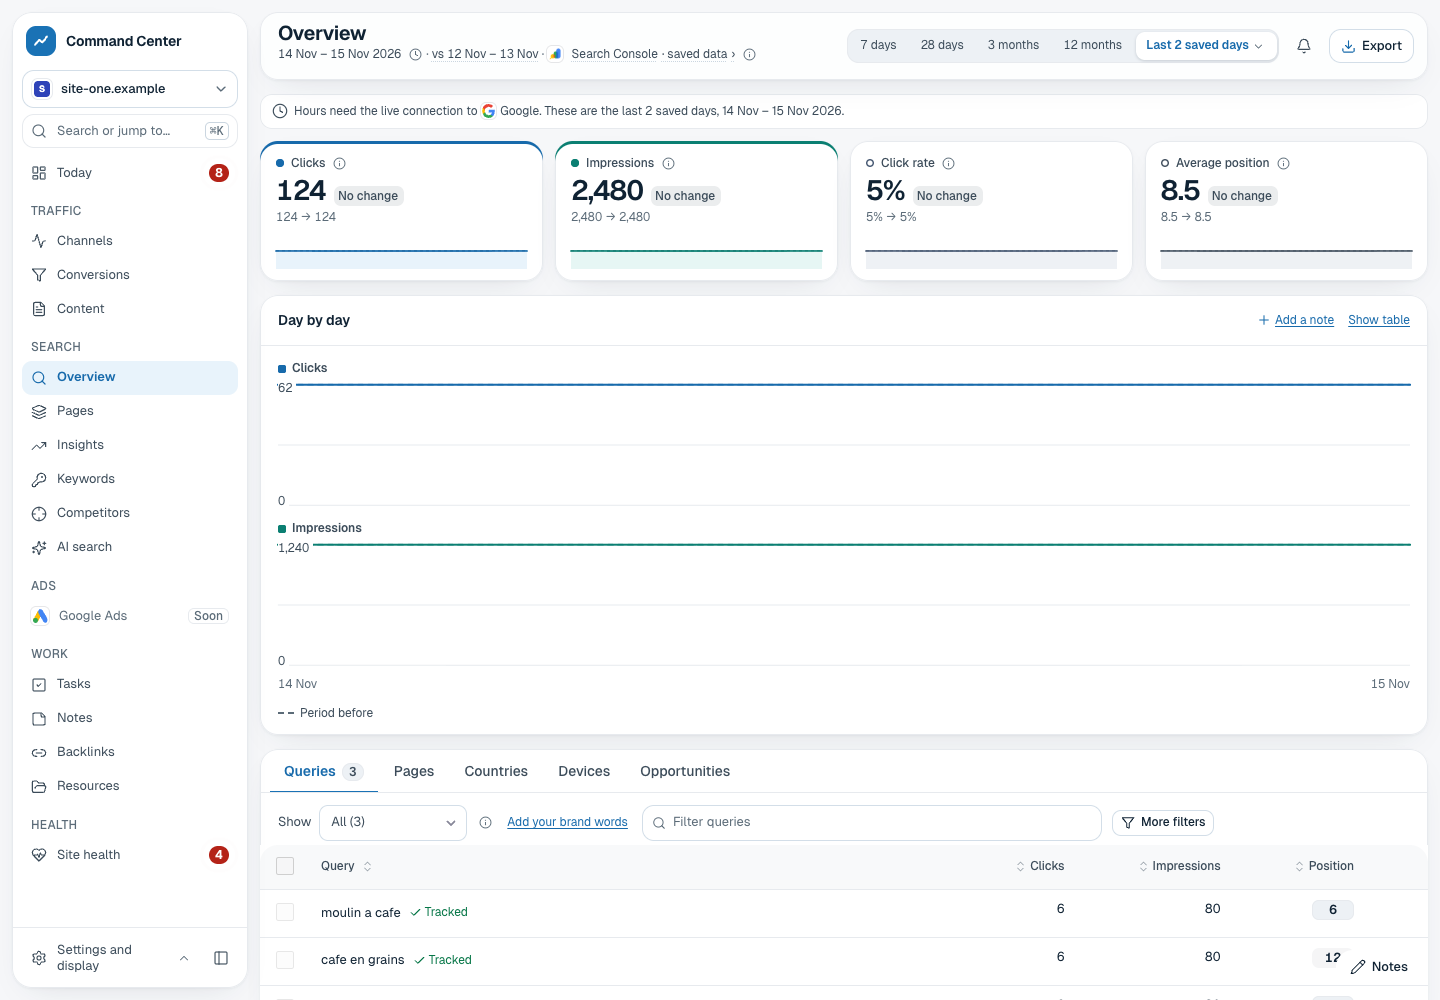 Command Center
S site-one.example
Search or jump to... ⌘K
Today 8
TRAFFIC
Channels
Conversions
Content
SEARCH
Overview
Pages
Insights
Keywords
Competitors
AI search
ADS
Google Ads Soon
WORK
Tasks
Notes
Backlinks
Resources
HEALTH
Site health 4
Settings and
display
Overview
14 Nov – 15 Nov 2026 · vs 12 Nov – 13 Nov · Search Console · saved data ›
7 days 28 days 3 months 12 months Last 2 saved days
Export
Hours need the live connection to Google. These are the last 2 saved days, 14 Nov – 15 Nov 2026.
Clicks
124 No change
124 → 124
Impressions
2,480 No change
2,480 → 2,480
Click rate
5% No change
5% → 5%
Average position
8.5 No change
8.5 → 8.5
Day by day
Add a note Show table
Clicks
62
0
Impressions
1,240
0
14 Nov 15 Nov
Period before
Queries 3 Pages Countries Devices Opportunities
Show All (3) Add your brand words Filter queries More filters
Query Clicks Impressions Position
moulin a cafe Tracked 6 80 6
cafe en grains Tracked 6 80 12
Notes